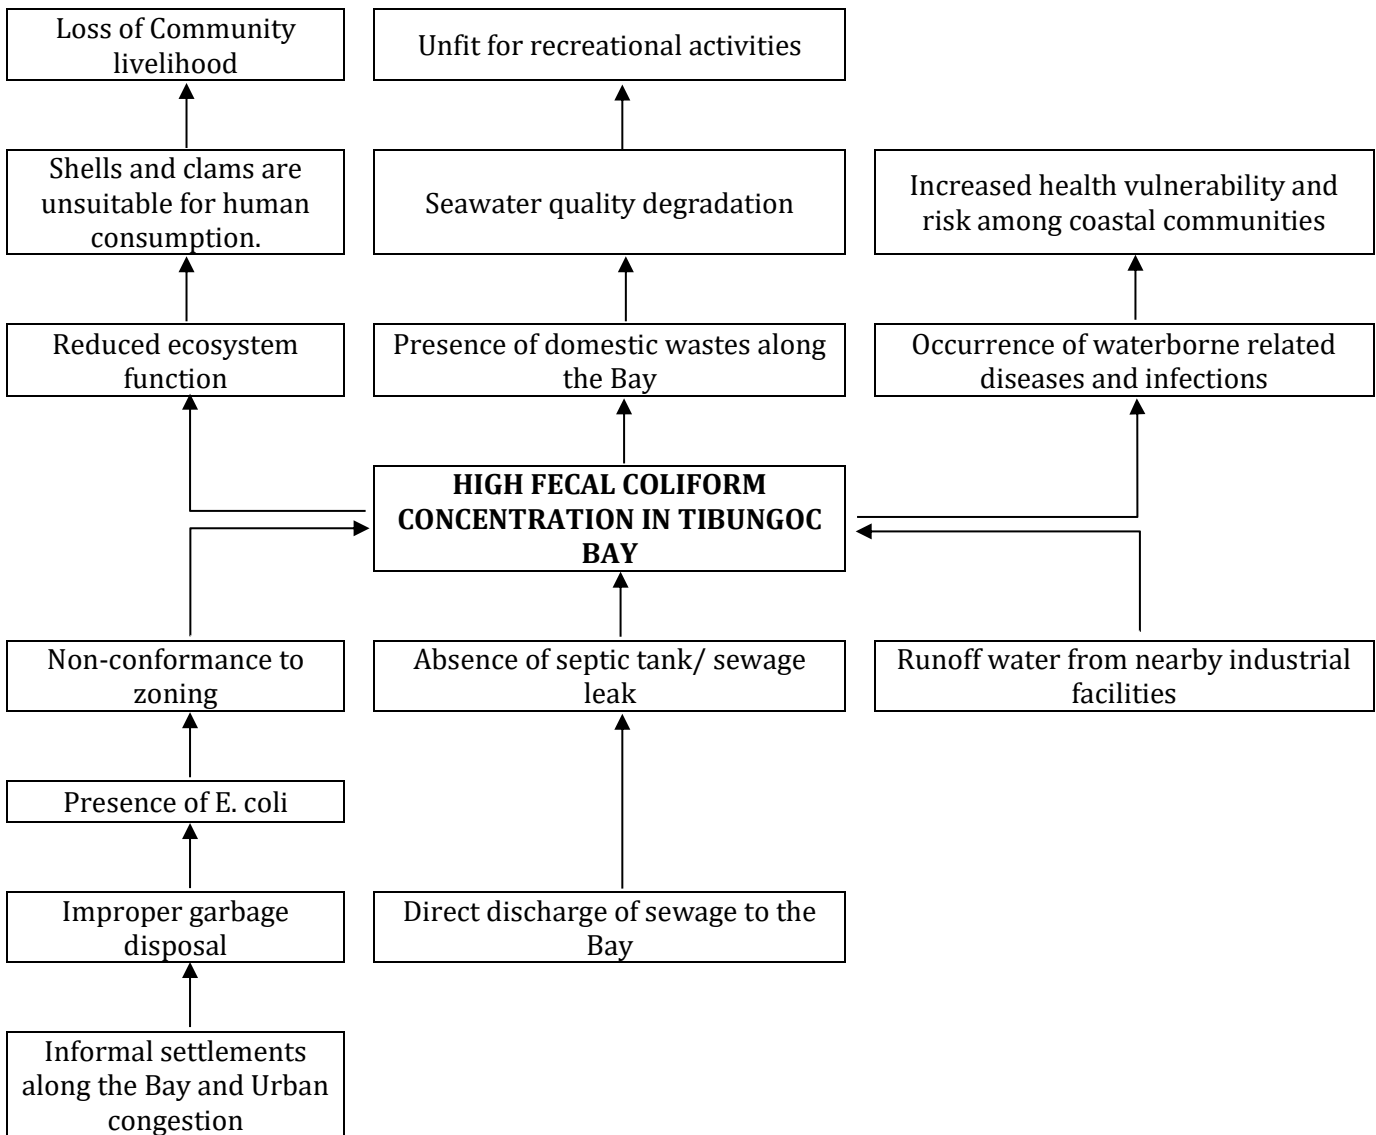 Loss of Community
livelihood
Unfit for recreational activities
Shells and clams are
unsuitable for human
consumption.
Seawater quality degradation
Increased health vulnerability and
risk among coastal communities
Reduced ecosystem
function
Presence of domestic wastes along
the Bay
Occurrence of waterborne related
diseases and infections
HIGH FECAL COLIFORM
CONCENTRATION IN TIBUNGOC
BAY
Non-conformance to
zoning
Absence of septic tank/ sewage
leak
Runoff water from nearby industrial
facilities
Presence of E. coli
Improper garbage
disposal
Direct discharge of sewage to the
Bay
Informal settlements
along the Bay and Urban
congestion